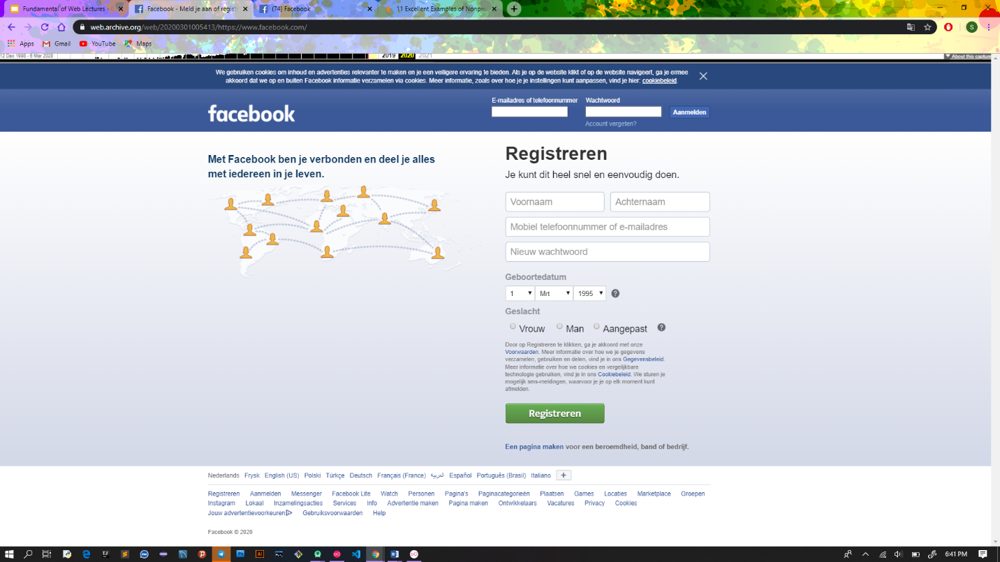 Fundamental of Web Lectures - G
Facebook - Meld je aan of regist
(74) Facebook
11 Excellent Examples of Nonpro
web.archive.org/web/20200301005413/https://www.facebook.com/
S
Apps Gmail YouTube Maps
12 Dec 1998 - 6 Mar 2020
2019 2020 2021
About this capture
We gebruiken cookies om inhoud en advertenties relevanter te maken en je een veiligere ervaring te bieden. Als je op de website klikt of op de website navigeert, ga je ermee
akkoord dat we op en buiten Facebook informatie verzamelen via cookies. Meer informatie, zoals over hoe je je instellingen kunt aanpassen, vind je hier: cookiebeleid.
facebook
E-mailadres of telefoonnummer Wachtwoord
Aanmelden
Account vergeten?
Met Facebook ben je verbonden en deel je alles
met iedereen in je leven.
Registreren
Je kunt dit heel snel en eenvoudig doen.
Voornaam Achternaam
Mobiel telefoonnummer of e-mailadres
Nieuw wachtwoord
Geboortedatum
1 Mrt 1995 ?
Geslacht
Vrouw Man Aangepast ?
Door op Registreren te klikken, ga je akkoord met onze
Voorwaarden. Meer informatie over hoe we je gegevens
verzamelen, gebruiken en delen, vind je in ons Gegevensbeleid.
Meer informatie over hoe we cookies en vergelijkbare
technologie gebruiken, vind je in ons Cookiebeleid. We sturen je
mogelijk sms-meldingen, waarvoor je je op elk moment kunt
afmelden.
Registreren
Een pagina maken voor een beroemdheid, band of bedrijf.
Nederlands Frysk English (US) Polski Türkçe Deutsch Français (France) العربية Español Português (Brasil) Italiano +
Registreren Aanmelden Messenger Facebook Lite Watch Personen Pagina's Paginacategorieën Plaatsen Games Locaties Marketplace Groepen
Instagram Lokaal Inzamelingsacties Services Info Advertentie maken Pagina maken Ontwikkelaars Vacatures Privacy Cookies
Jouw advertentievoorkeuren Gebruiksvoorwaarden Help
Facebook © 2020
6:41 PM